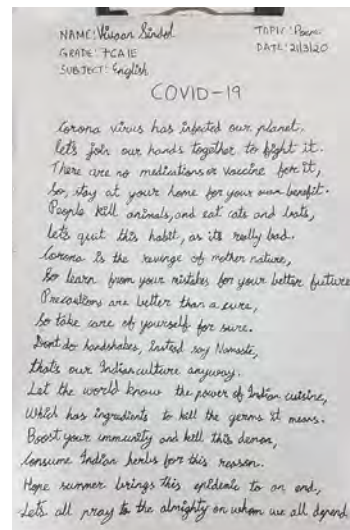 NAME: Vivaan Sindol TOPIC: Poem
GRADE: 7CAIE DATE: 21/3/20
SUBJECT: English
COVID-19
Corona virus has infected our planet.
let's join our hands together to fight it.
There are no medications or vaccine for it,
So, stay at your home for your own benefit.
People kill animals, and eat cats and bats,
let's quit this habit, as its really bad.
Corona is the revenge of mother nature,
So learn from your mistakes for your better future
Precautions are better than a cure,
So take care of yourself for sure.
Dont do handshakes, Instead say Namaste,
that's our Indian culture anyway.
Let the world know the power of Indian cuisine,
Which has ingredients to kill the germs it means.
Boost your immunity and kill this demon,
Consume Indian herbs for this reason.
Hope summer brings this epidemic to an end,
Let's all pray to the almighty on whom we all depend